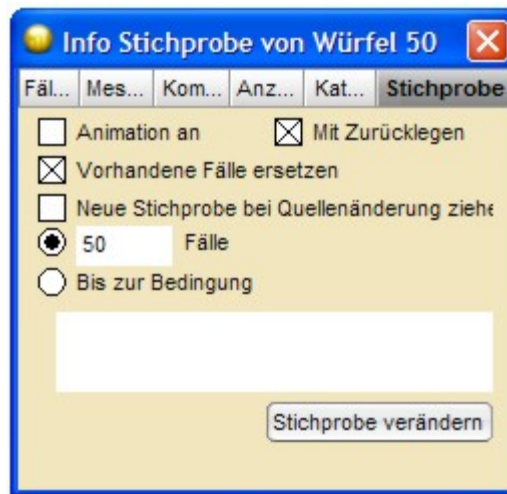 Info Stichprobe von Würfel 50
Fäl... Mes... Kom... Anz... Kat... Stichprobe
Animation an Mit Zurücklegen
Vorhandene Fälle ersetzen
Neue Stichprobe bei Quellenänderung ziehe
50 Fälle
Bis zur Bedingung
Stichprobe verändern